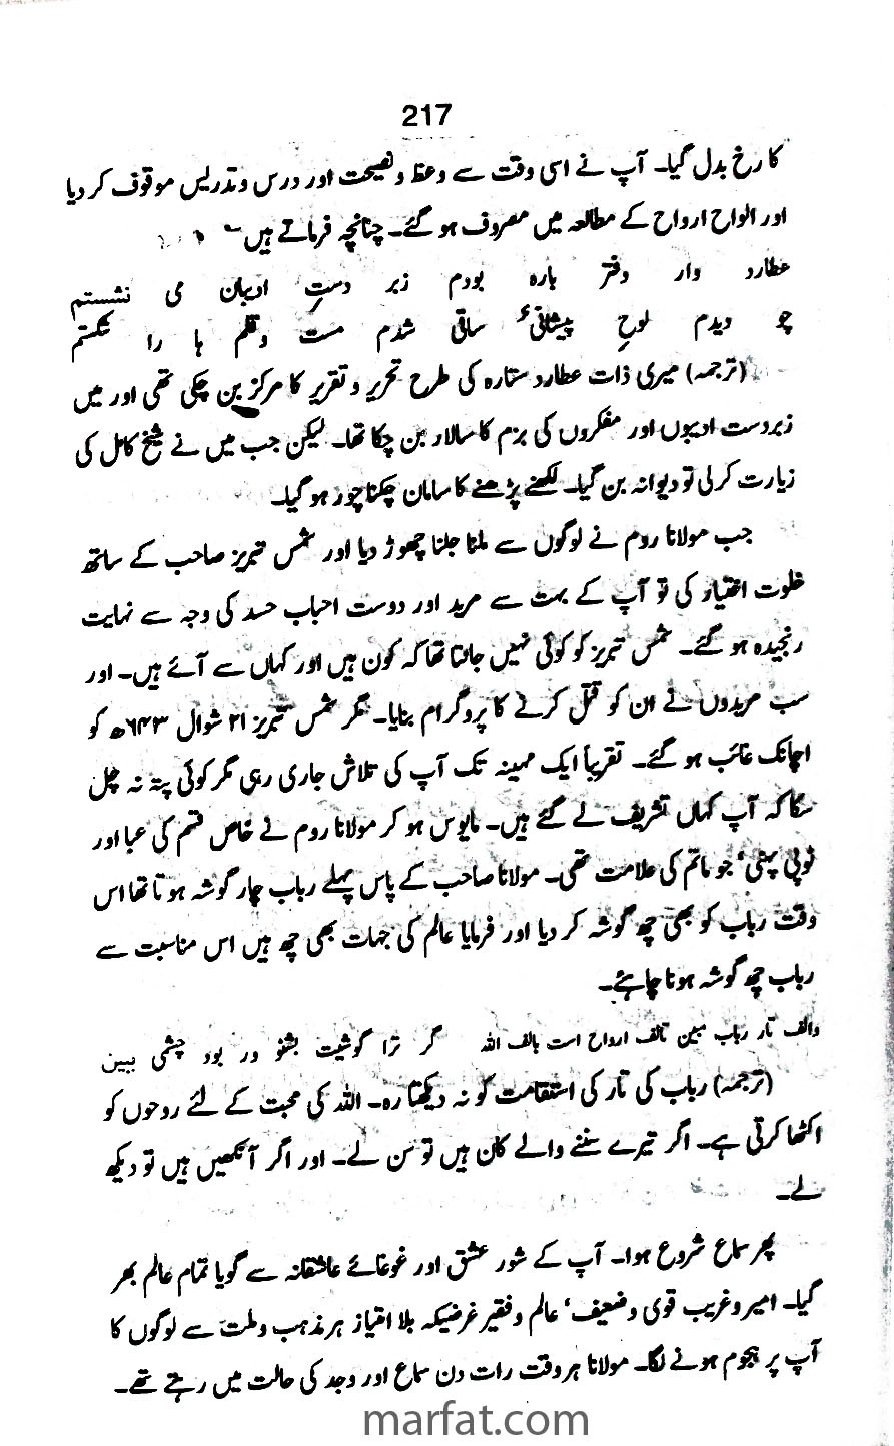 217
کا رخ بدل گیا۔ آپ نے اسی وقت سے وعظ و نصیحت اور درس و تدریس موقوف کر دیا
اور الواح ارواح کے مطالعہ میں مصروف ہو گئے۔ چنانچہ فرماتے ہیں
عطارد وار دفتر بارہ بودم زبر دستِ ادیبان می نشستم
چو دیدم لوحِ پیشانیٔ ساقی شدم مست و قلم ہا را شکستم
(ترجمہ) میری ذات عطارد ستارہ کی طرح تحریر و تقریر کا مرکز بن چکی تھی اور میں
زبردست ادیبوں اور مفکروں کی بزم کا سالار بن چکا تھا۔ لیکن جب میں نے شیخ کامل کی
زیارت کر لی تو دیوانہ بن گیا۔ لکھنے پڑھنے کا سامان چکنا چور ہو گیا۔
جب مولانا روم نے لوگوں سے ملنا جلنا چھوڑ دیا اور شمس تبریز صاحب کے ساتھ
خلوت اختیار کی تو آپ کے بہت سے مرید اور دوست احباب حسد کی وجہ سے نہایت
رنجیدہ ہو گئے۔ شمس تبریز کو کوئی نہیں جانتا تھا کہ کون ہیں اور کہاں سے آئے ہیں۔ اور
سب مریدوں نے ان کو قتل کرنے کا پروگرام بنایا۔ مگر شمس تبریز ۲۱ شوال ۶۴۳ھ کو
اچانک غائب ہو گئے۔ تقریباً ایک مہینہ تک آپ کی تلاش جاری رہی مگر کوئی پتہ نہ چل
سکا کہ آپ کہاں تشریف لے گئے ہیں۔ مایوس ہو کر مولانا روم نے خاص قسم کی عبا اور
ٹوپی پہنی، جو ماتم کی علامت تھی۔ مولانا صاحب کے پاس پہلے رباب چار گوشہ ہوتا تھا اس
وقت رباب کو بھی چھ گوشہ کر دیا اور فرمایا عالم کی جہات بھی چھ ہیں اس مناسبت سے
رباب چھ گوشہ ہونا چاہئے۔
والف تار رباب مبین تالف ارواح است بالف اللہ گر ترا گوشیت بشنو ور بود چشمی ببین
(ترجمہ) رباب کی تار کی استقامت کو نہ دیکھتا رہ۔ اللہ کی محبت کے لئے روحوں کو
اکٹھا کرتی ہے۔ اگر تیرے سننے والے کان ہیں تو سن لے۔ اور اگر آنکھیں ہیں تو دیکھ
لے۔
پھر سماع شروع ہوا۔ آپ کے شور عشق اور غوغائے عاشقانہ سے گویا تمام عالم بھر
گیا۔ امیر و غریب قوی و ضعیف، عالم و فقیر غرضیکہ بلا امتیاز ہر مذہب و ملت سے لوگوں کا
آپ پر ہجوم ہونے لگا۔ مولانا ہر وقت رات دن سماع اور وجد کی حالت میں رہتے تھے۔
marfat.com